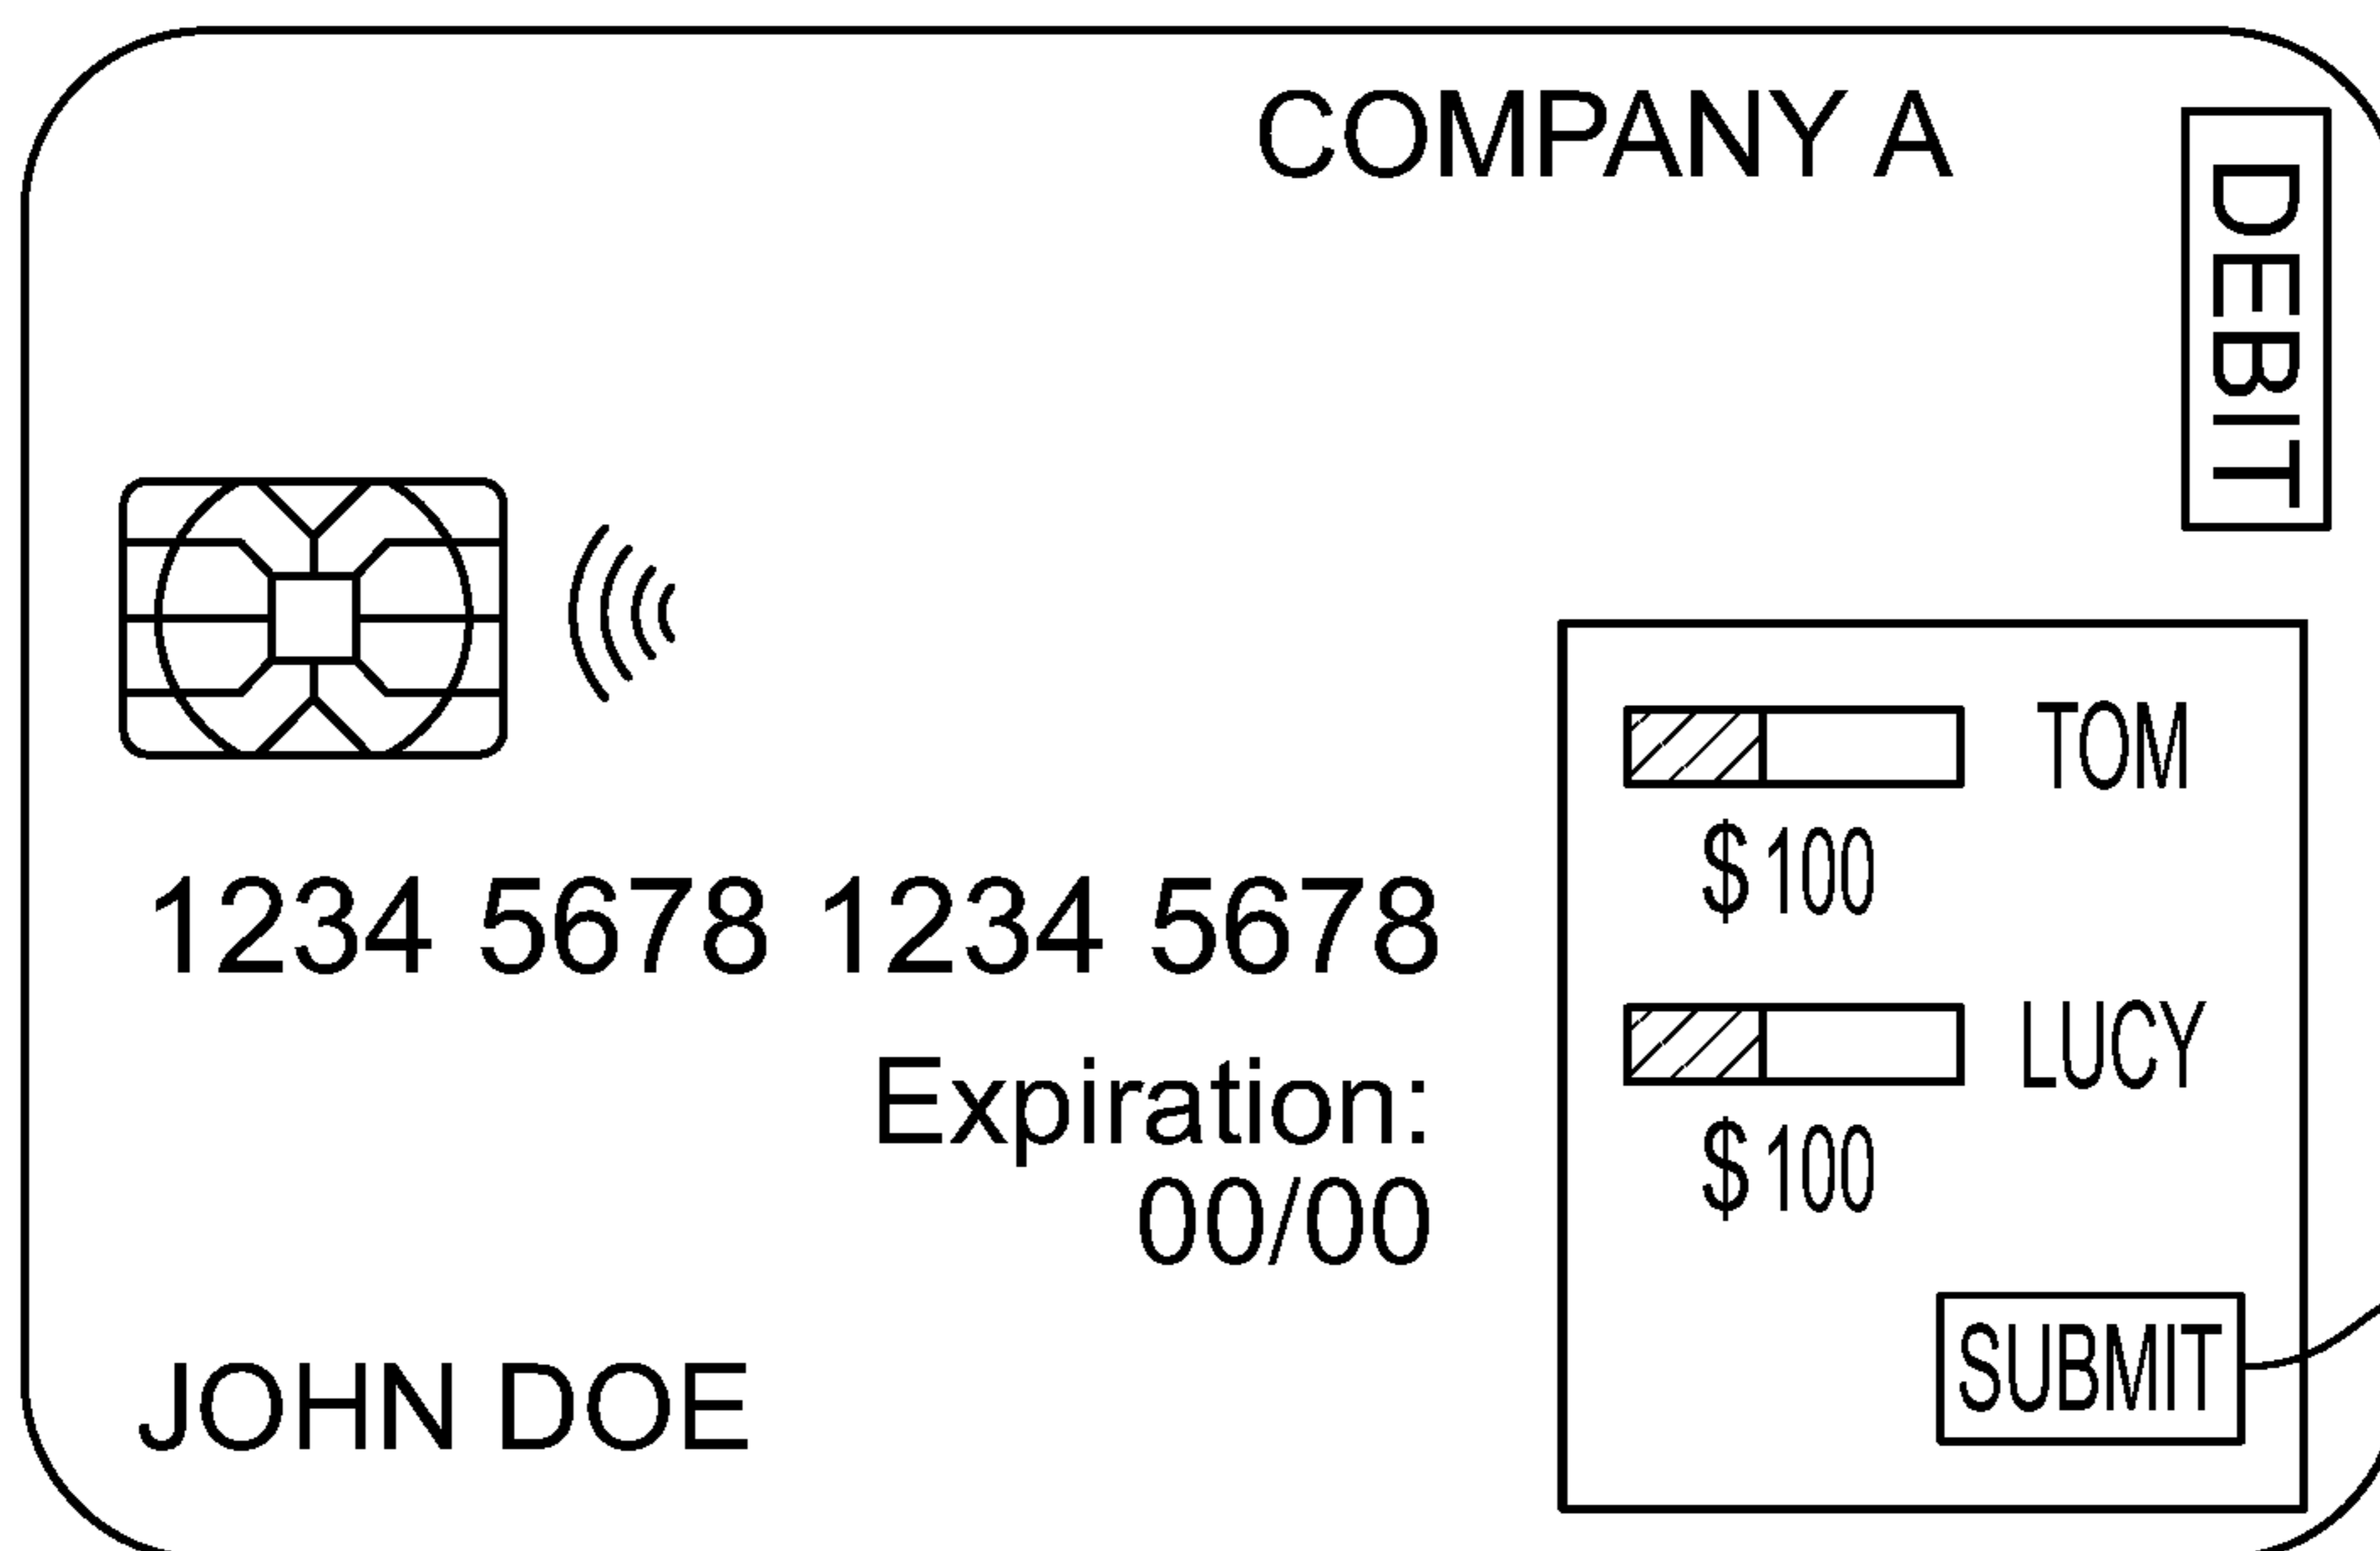 COMPANY A
DEBIT
TOM
$100
1234 5678 1234 5678
LUCY
$100
Expiration:
00/00
SUBMIT
JOHN DOE